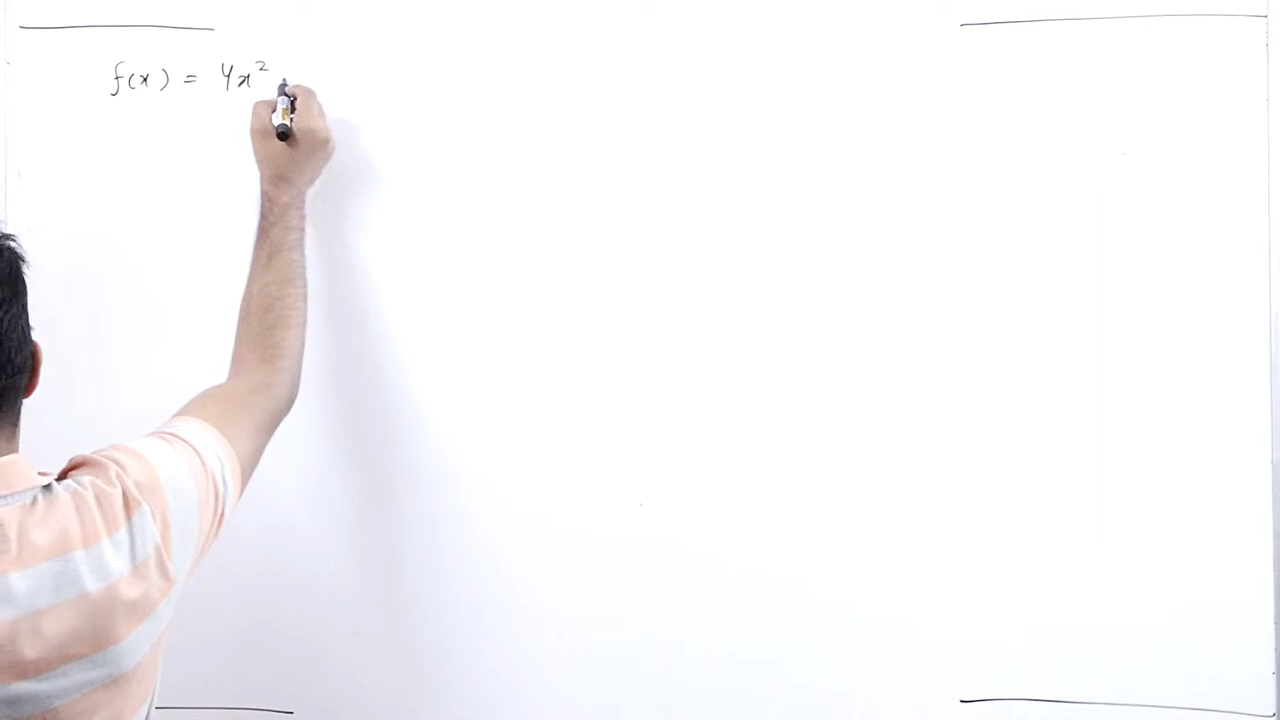 f(x) = 4x²